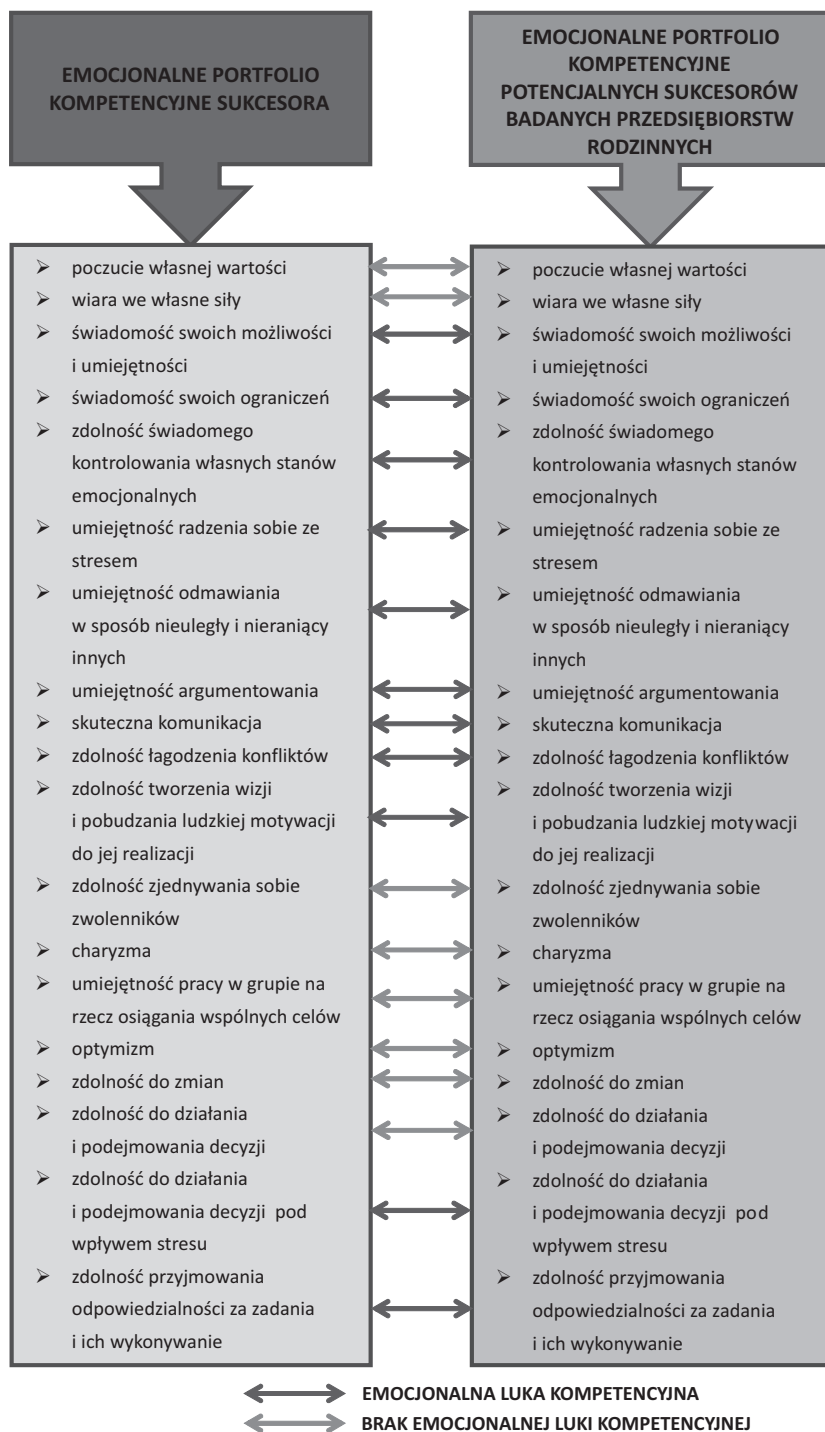 EMOCJONALNE PORTFOLIO
KOMPETENCYJNE SUKCESORA
EMOCJONALNE PORTFOLIO
KOMPETENCYJNE
POTENCJALNYCH SUKCESORÓW
BADANYCH PRZEDSIĘBIORSTW
RODZINNYCH
➢ poczucie własnej wartości
➢ wiara we własne siły
➢ świadomość swoich możliwości
i umiejętności
➢ świadomość swoich ograniczeń
➢ zdolność świadomego
kontrolowania własnych stanów
emocjonalnych
➢ umiejętność radzenia sobie ze
stresem
➢ umiejętność odmawiania
w sposób nieuległy i nieraniący
innych
➢ umiejętność argumentowania
➢ skuteczna komunikacja
➢ zdolność łagodzenia konfliktów
➢ zdolność tworzenia wizji
i pobudzania ludzkiej motywacji
do jej realizacji
➢ zdolność zjednywania sobie
zwolenników
➢ charyzma
➢ umiejętność pracy w grupie na
rzecz osiągania wspólnych celów
➢ optymizm
➢ zdolność do zmian
➢ zdolność do działania
i podejmowania decyzji
➢ zdolność do działania
i podejmowania decyzji pod
wpływem stresu
➢ zdolność przyjmowania
odpowiedzialności za zadania
i ich wykonywanie
➢ poczucie własnej wartości
➢ wiara we własne siły
➢ świadomość swoich możliwości
i umiejętności
➢ świadomość swoich ograniczeń
➢ zdolność świadomego
kontrolowania własnych stanów
emocjonalnych
➢ umiejętność radzenia sobie ze
stresem
➢ umiejętność odmawiania
w sposób nieuległy i nieraniący
innych
➢ umiejętność argumentowania
➢ skuteczna komunikacja
➢ zdolność łagodzenia konfliktów
➢ zdolność tworzenia wizji
i pobudzania ludzkiej motywacji
do jej realizacji
➢ zdolność zjednywania sobie
zwolenników
➢ charyzma
➢ umiejętność pracy w grupie na
rzecz osiągania wspólnych celów
➢ optymizm
➢ zdolność do zmian
➢ zdolność do działania
i podejmowania decyzji
➢ zdolność do działania
i podejmowania decyzji pod
wpływem stresu
➢ zdolność przyjmowania
odpowiedzialności za zadania
i ich wykonywanie
EMOCJONALNA LUKA KOMPETENCYJNA
BRAK EMOCJONALNEJ LUKI KOMPETENCYJNEJ